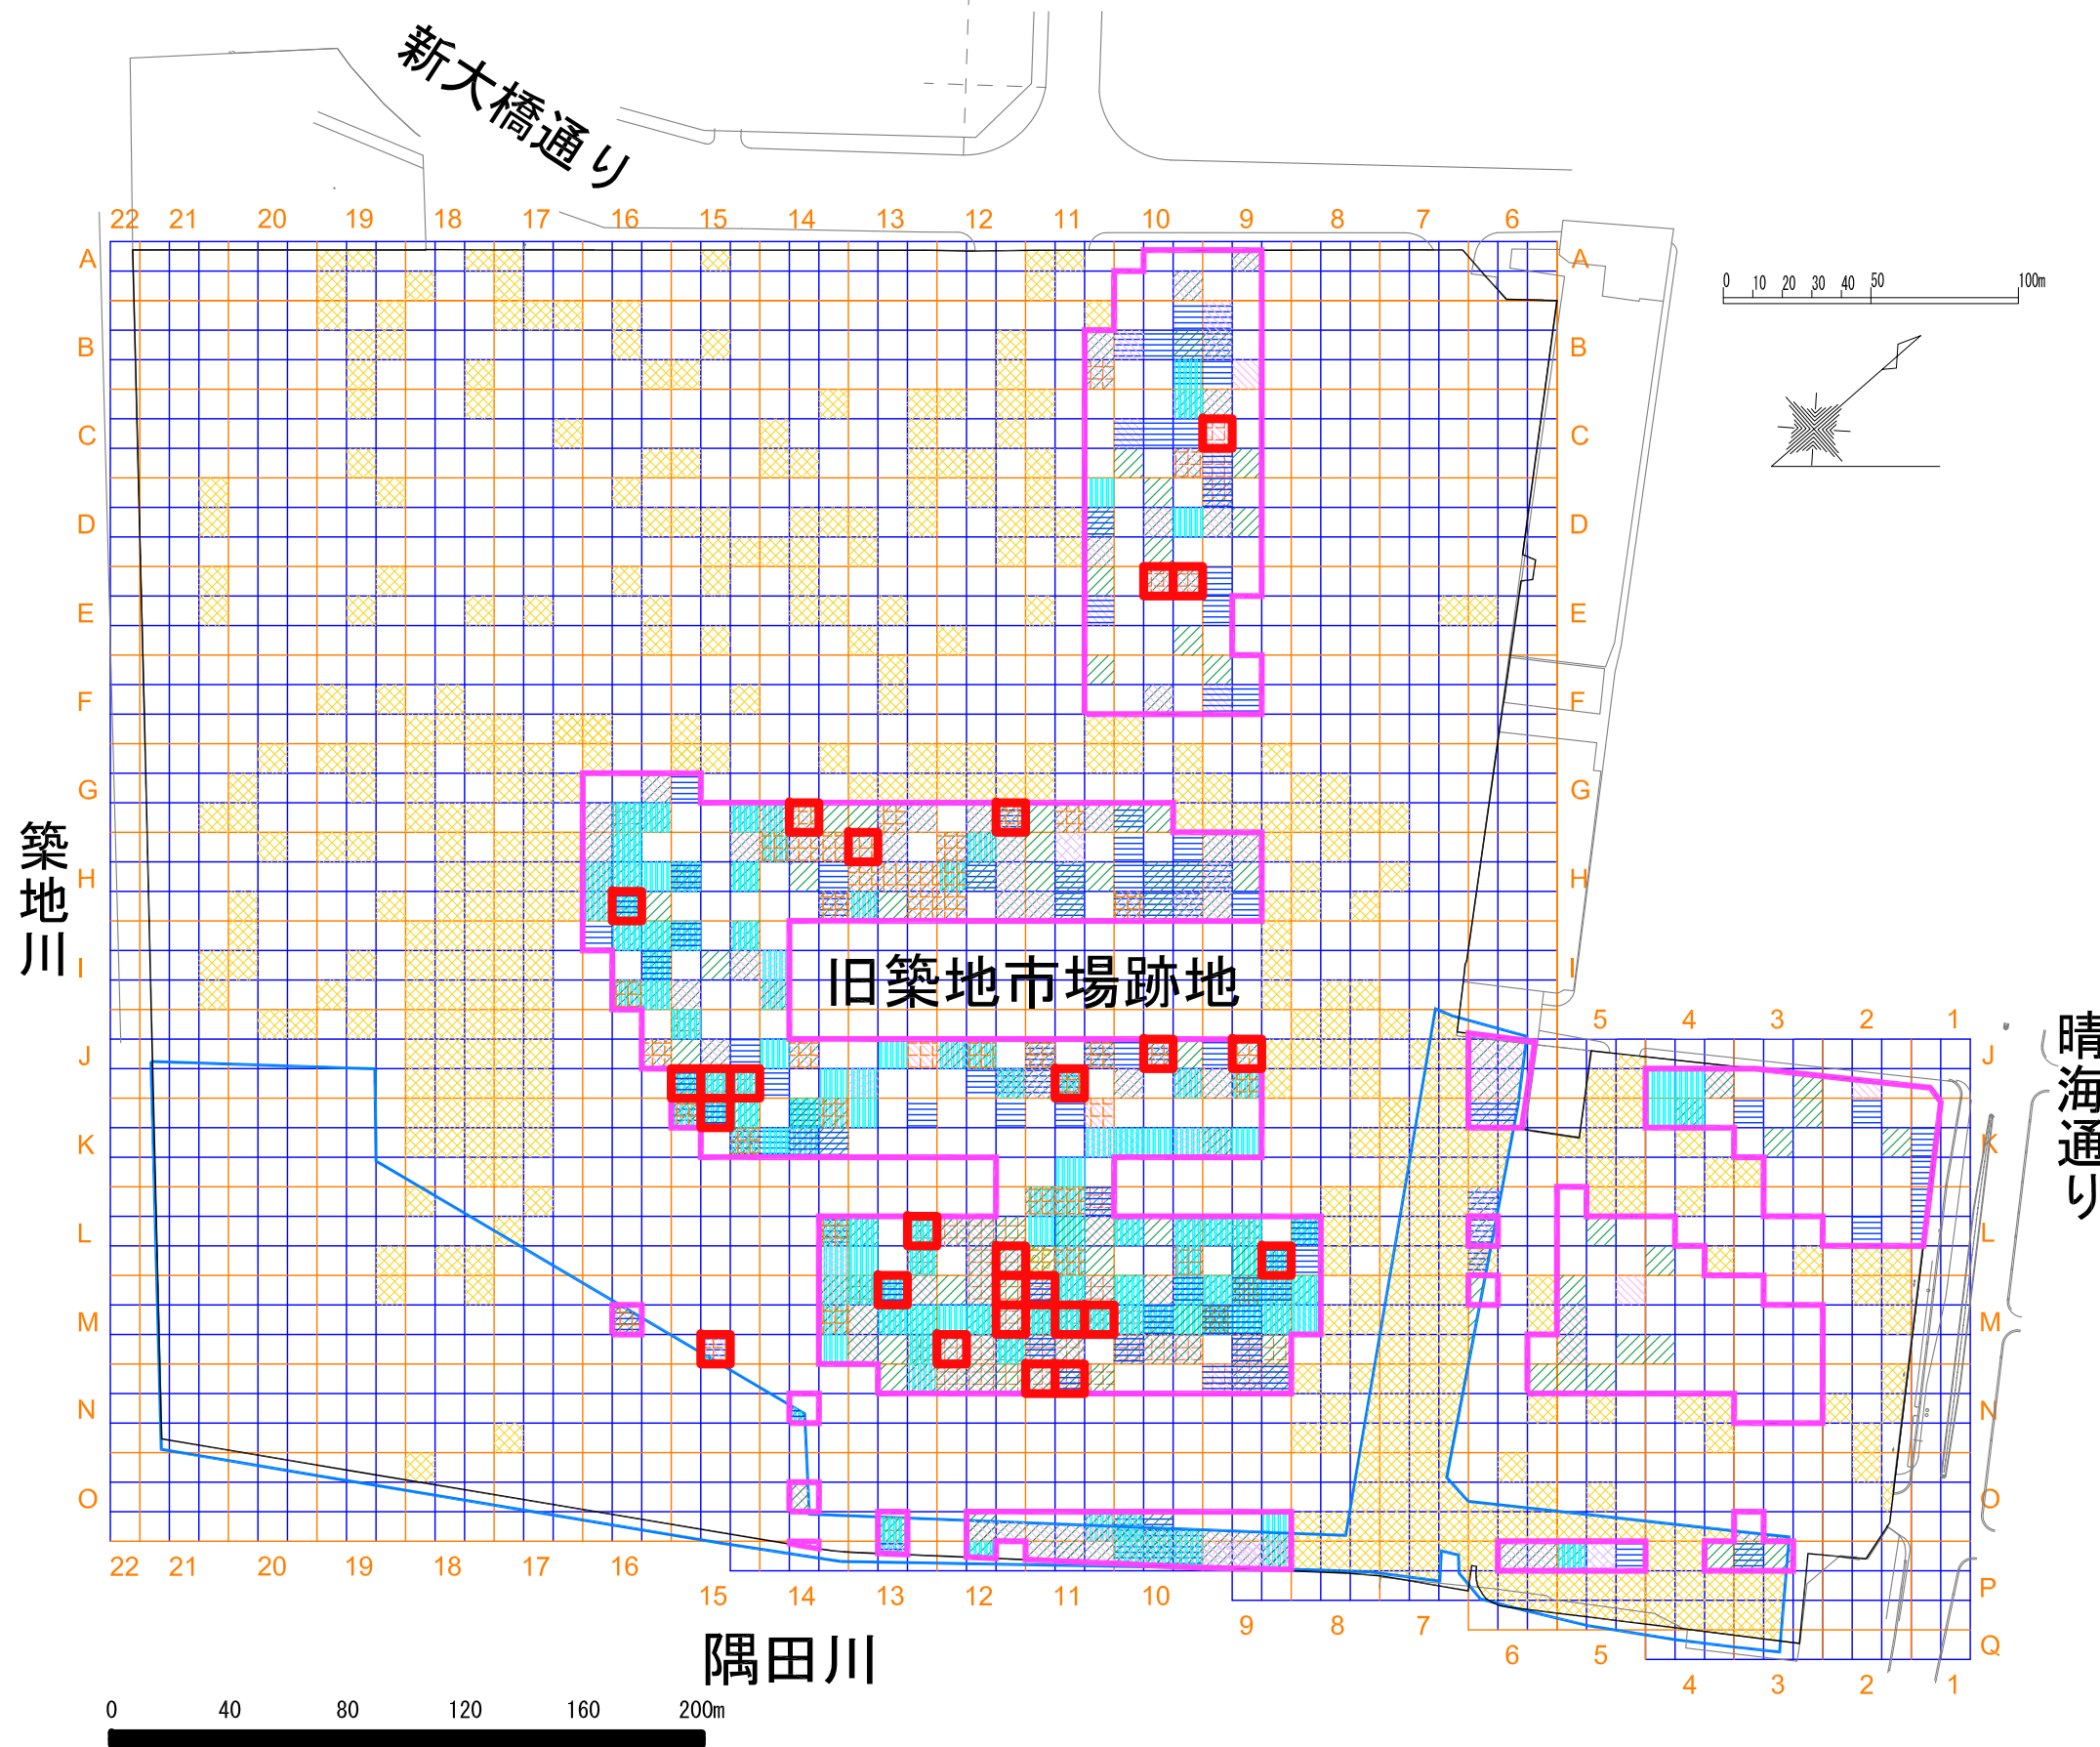 新大橋通り
22 21 20 19 18 17 16 15 14 13 12 11 10 9 8 7 6
A A
0 10 20 30 40 50 100m
B B
C C
D D
E E
F F
G G
築地川
H H
I 旧築地市場跡地 I
5 4 3 2 1
晴海通り
J J
K K
L L
M M
N N
O O
22 21 20 19 18 17 16
P
15 14 13 12 11 10
9 8 7
隅田川
Q
6 5
4 3 2 1
0 40 80 120 160 200m